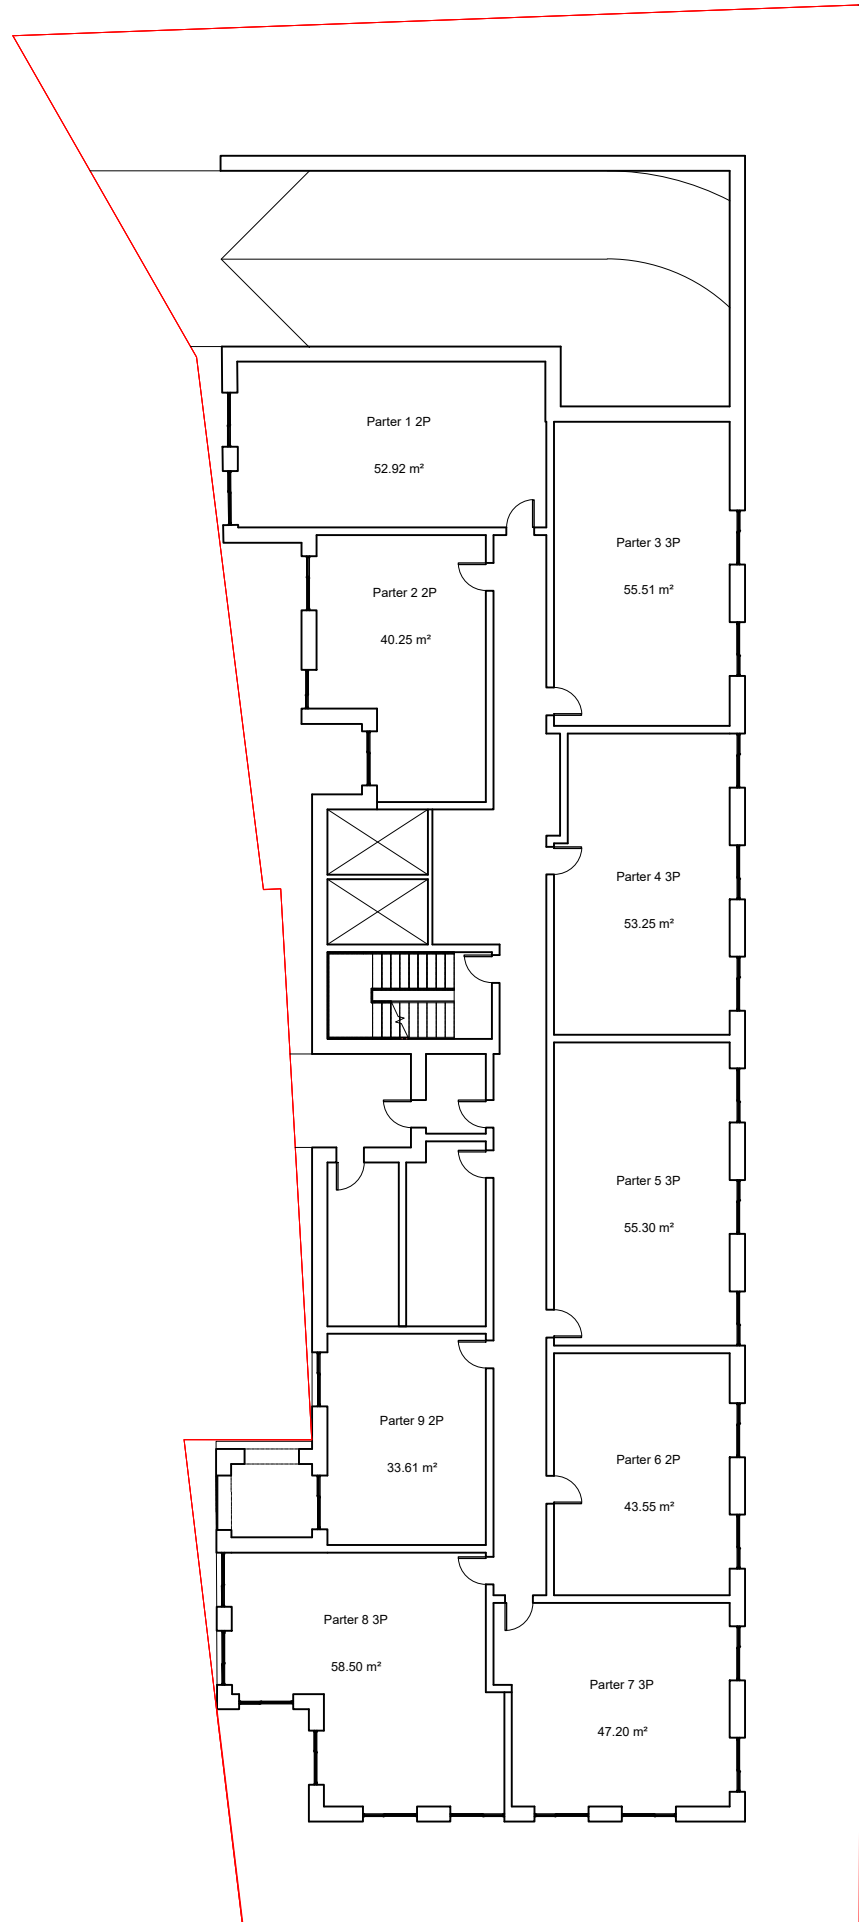 Parter 1 2P
52.92 m²
Parter 3 3P
55.51 m²
Parter 2 2P
40.25 m²
Parter 4 3P
53.25 m²
Parter 5 3P
55.30 m²
Parter 9 2P
33.61 m²
Parter 6 2P
43.55 m²
Parter 8 3P
58.50 m²
Parter 7 3P
47.20 m²